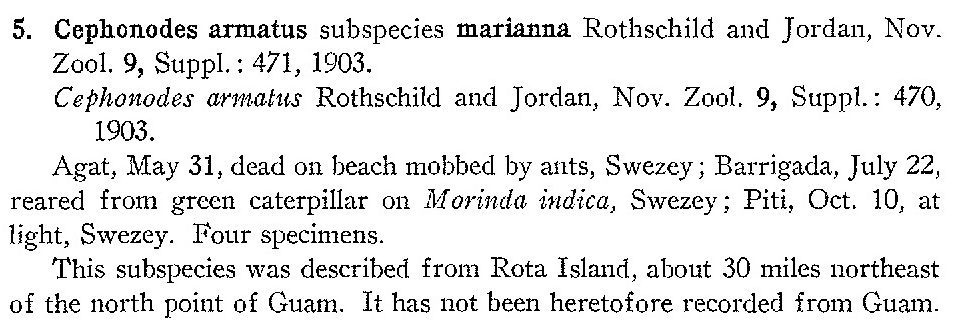 5. Cephonodes armatus subspecies marianna Rothschild and Jordan, Nov.
Zool. 9, Suppl.: 471, 1903.
Cephonodes armatus Rothschild and Jordan, Nov. Zool. 9, Suppl.: 470,
1903.
Agat, May 31, dead on beach mobbed by ants, Swezey; Barrigada, July 22,
reared from green caterpillar on Morinda indica, Swezey; Piti, Oct. 10, at
light, Swezey. Four specimens.
This subspecies was described from Rota Island, about 30 miles northeast
of the north point of Guam. It has not been heretofore recorded from Guam.